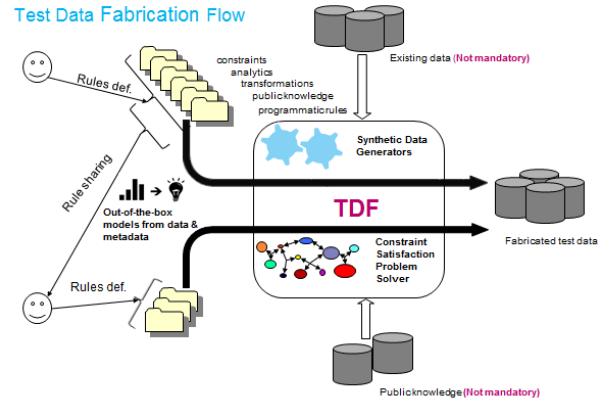 Test Data Fabrication Flow
Rules def.
constraints
analytics
transformations
publicknowledge
programmaticrules
Existing data (Not mandatory)
Synthetic Data
Generators
Rule sharing
Out-of-the-box
models from data &
metadata
TDF
Fabricated test data
Constraint
Satisfaction
Problem
Solver
Rules def.
Publicknowledge (Not mandatory)